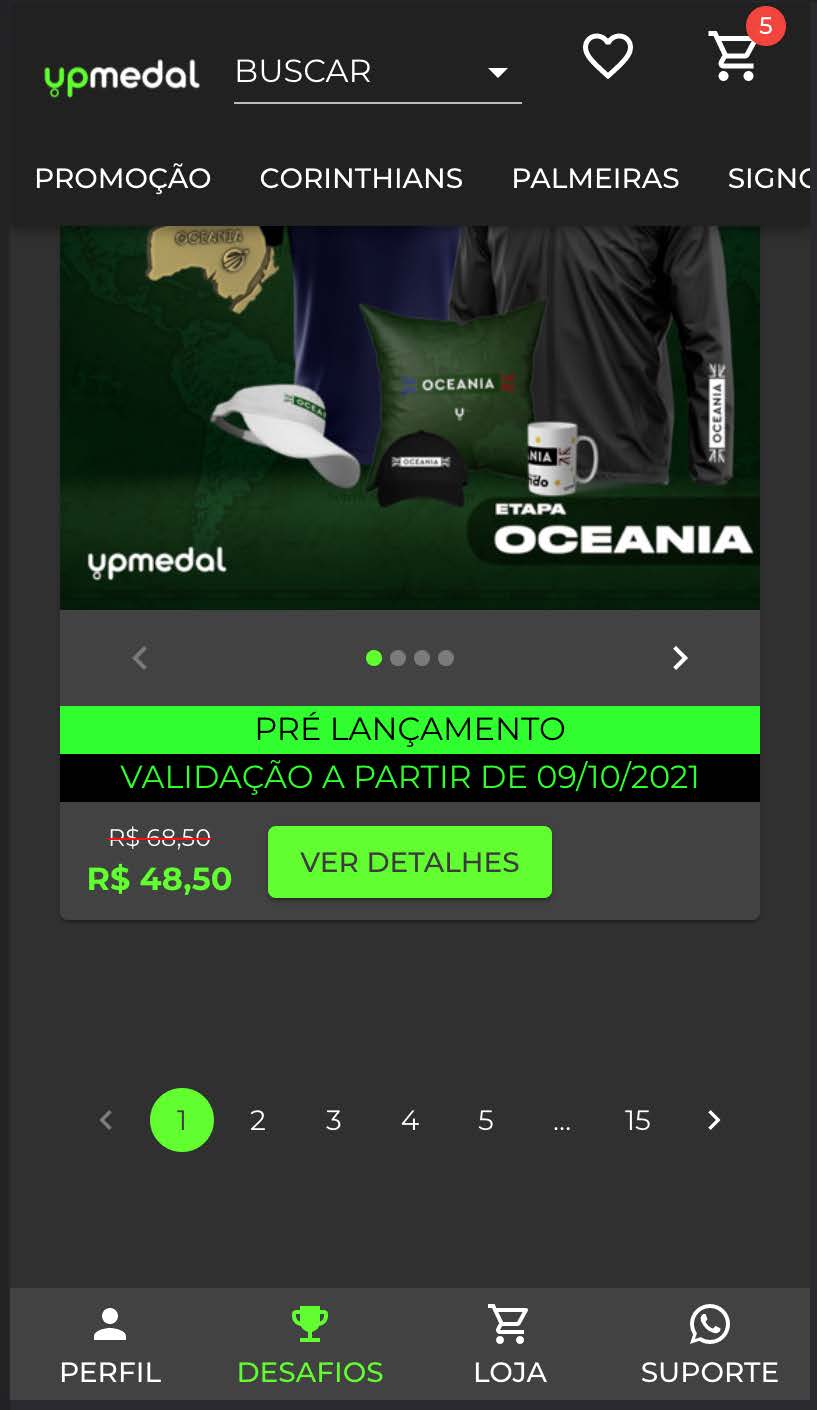 upmedal
BUSCAR
5
PROMOÇÃO CORINTHIANS PALMEIRAS SIGNO
OCEANIA
OCEANIA
OCEANIA
OCEANIA
OCEANIA
NIA
ndo
ETAPA
OCEANIA
upmedal
PRÉ LANÇAMENTO
VALIDAÇÃO A PARTIR DE 09/10/2021
R$ 68,50
R$ 48,50
VER DETALHES
1 2 3 4 5 ... 15
PERFIL DESAFIOS LOJA SUPORTE